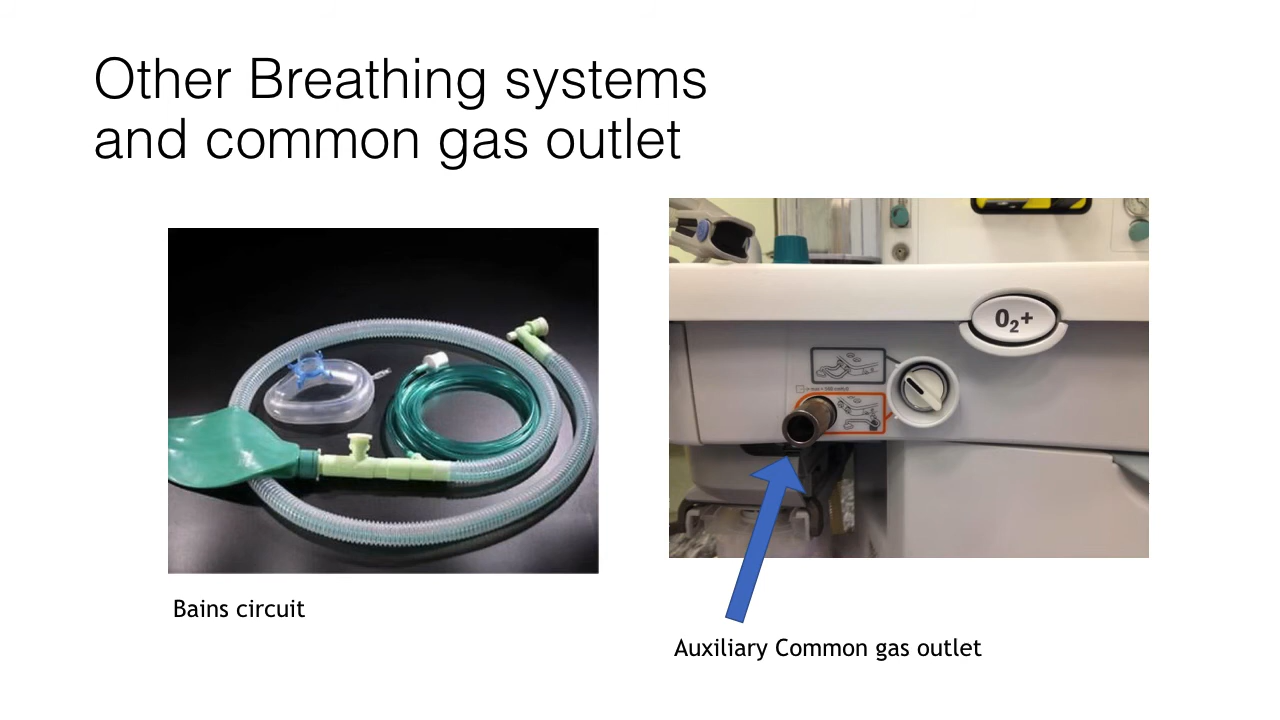 Other Breathing systems
and common gas outlet
O2+
Bains circuit
Auxiliary Common gas outlet